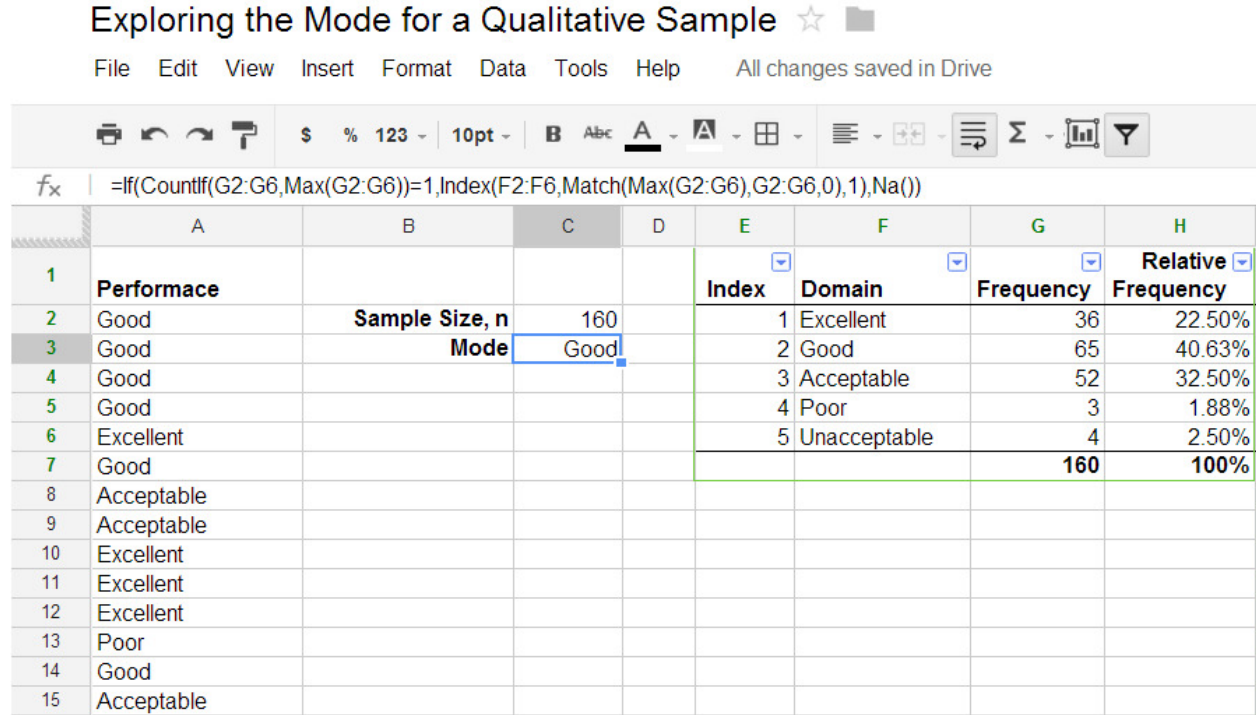 Exploring the Mode for a Qualitative Sample
File Edit View Insert Format Data Tools Help All changes saved in Drive
$ % 123 10pt B Abc A A Σ
fx =If(CountIf(G2:G6,Max(G2:G6))=1,Index(F2:F6,Match(Max(G2:G6),G2:G6,0),1),Na())
A B C D E F G H
1 Performace Index Domain Frequency Relative Frequency
2 Good Sample Size, n 160 1 Excellent 36 22.50%
3 Good Mode Good 2 Good 65 40.63%
4 Good 3 Acceptable 52 32.50%
5 Good 4 Poor 3 1.88%
6 Excellent 5 Unacceptable 4 2.50%
7 Good 160 100%
8 Acceptable
9 Acceptable
10 Excellent
11 Excellent
12 Excellent
13 Poor
14 Good
15 Acceptable